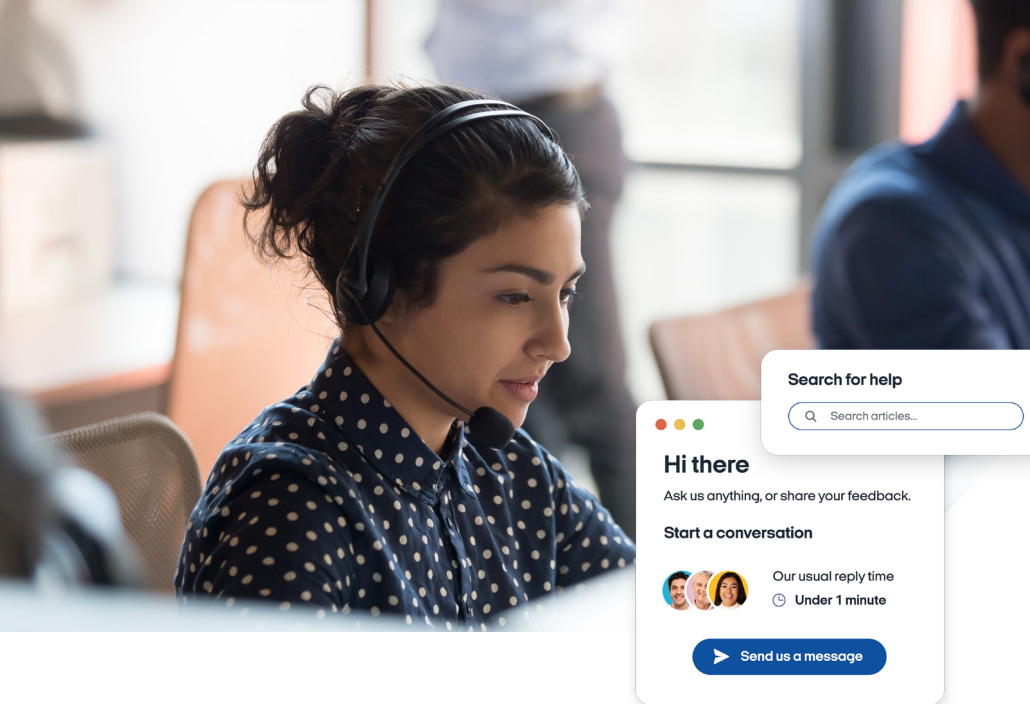 Search for help
Search articles...
Hi there
Ask us anything, or share your feedback.
Start a conversation
Our usual reply time
Under 1 minute
Send us a message